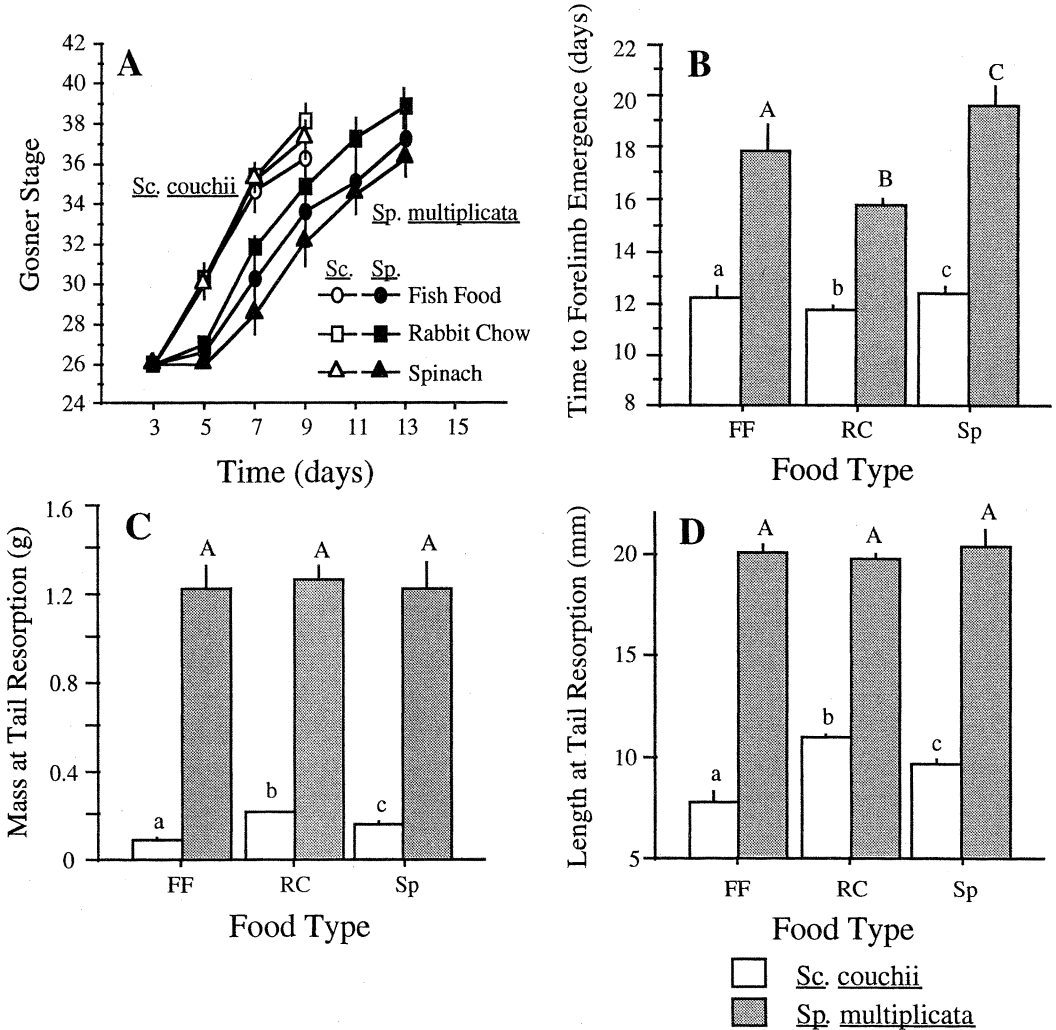 A
Gosner Stage
42
40
38
36
34
32
30
28
26
24
Sc. couchii
Sp. multiplicata
Sc. Sp.
Fish Food
Rabbit Chow
Spinach
3 5 7 9 11 13 15
Time (days)
B
Time to Forelimb Emergence (days)
22
20
18
16
14
12
10
8
a A b B c C
FF RC Sp
Food Type
C
Mass at Tail Resorption (g)
1.6
1.2
0.8
0.4
0
a A b A c A
FF RC Sp
Food Type
D
Length at Tail Resorption (mm)
20
15
10
5
a A b A c A
FF RC Sp
Food Type
Sc. couchii
Sp. multiplicata